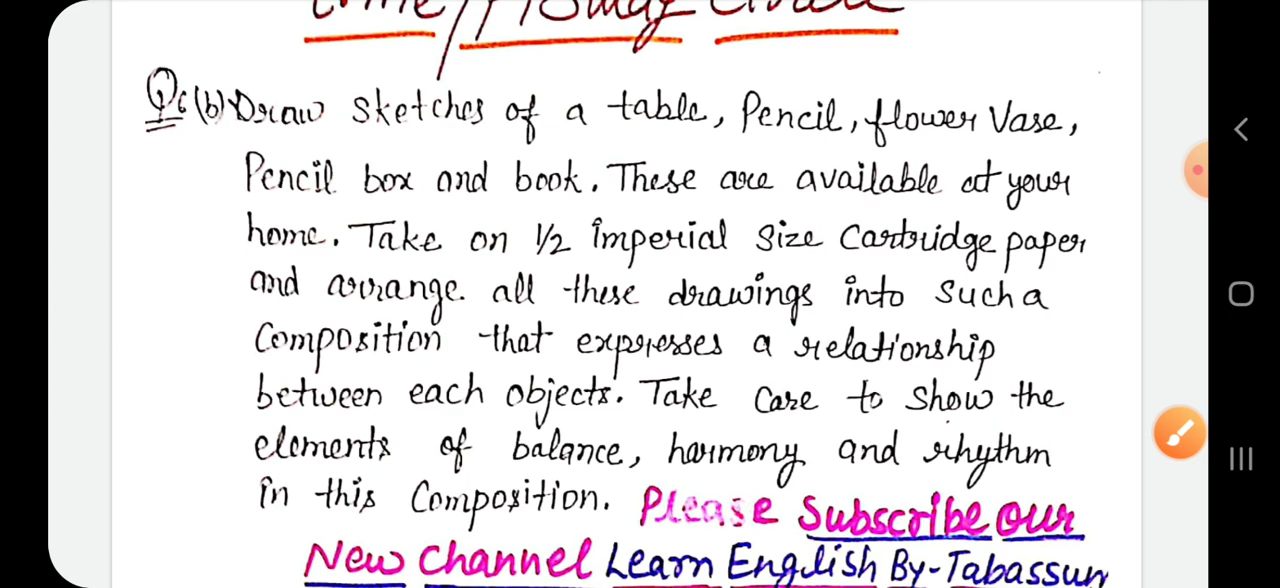 Q6(b) Draw sketches of a table, Pencil, flower Vase,
Pencil box and book. These are available at your
home. Take on 1/2 imperial size Cartridge paper
and arrange all these drawings into such a
Composition that expresses a relationship
between each objects. Take care to show the
elements of balance, harmony and rhythm
in this Composition. Please Subscribe our
New Channel Learn English By-Tabassum